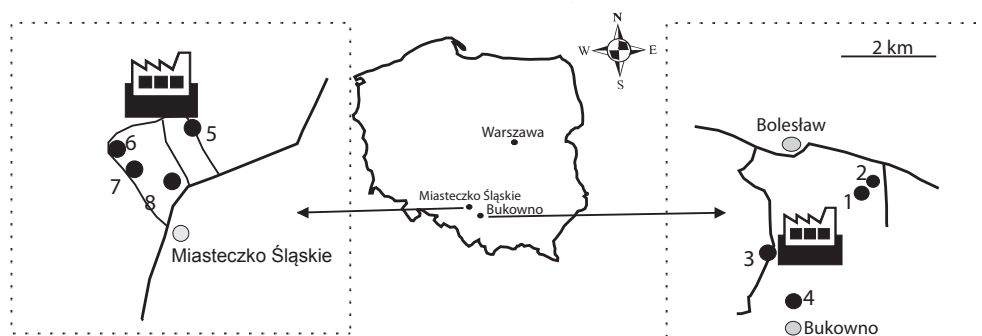 N
W E
S
2 km
5
6
7
8
Miasteczko Śląskie
Warszawa
Miasteczko Śląskie
Bukowno
Bolesław
2
1
3
4
Bukowno